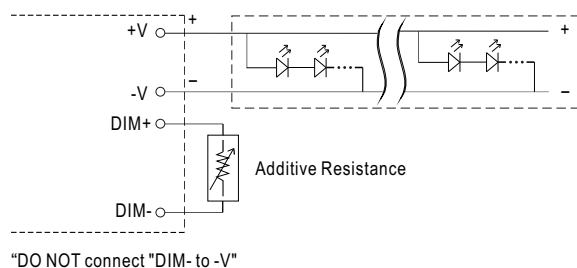 +V +
-V −
DIM+
DIM-
Additive Resistance
+
−
“DO NOT connect "DIM- to -V"